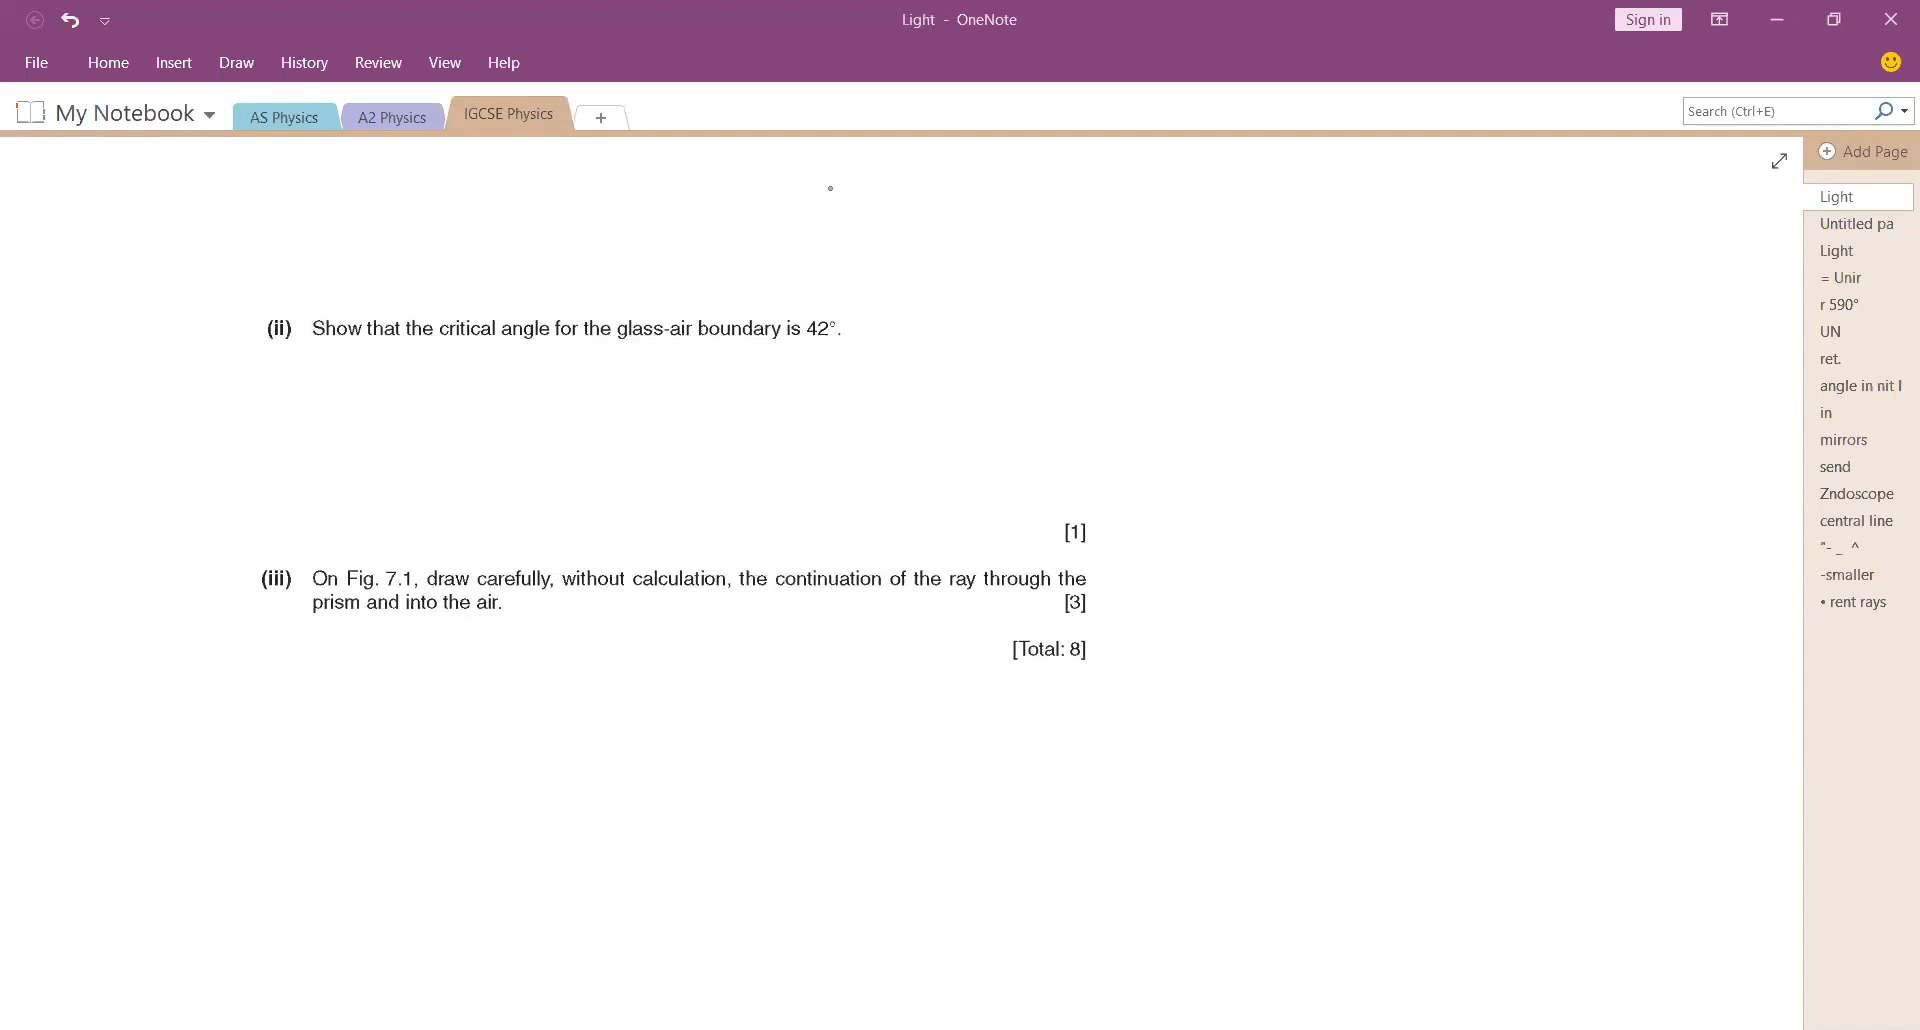 Light - OneNote
Sign in
File Home Insert Draw History Review View Help
My Notebook
AS Physics
A2 Physics
IGCSE Physics
Search (Ctrl+E)
Add Page
(ii) Show that the critical angle for the glass-air boundary is 42°.
[1]
(iii) On Fig. 7.1, draw carefully, without calculation, the continuation of the ray through the
prism and into the air. [3]
[Total: 8]
Light
Untitled pa
Light
= Unir
r 590°
UN
ret.
angle in nit I
in
mirrors
send
Zndoscope
central line
"- _ ^
-smaller
• rent rays